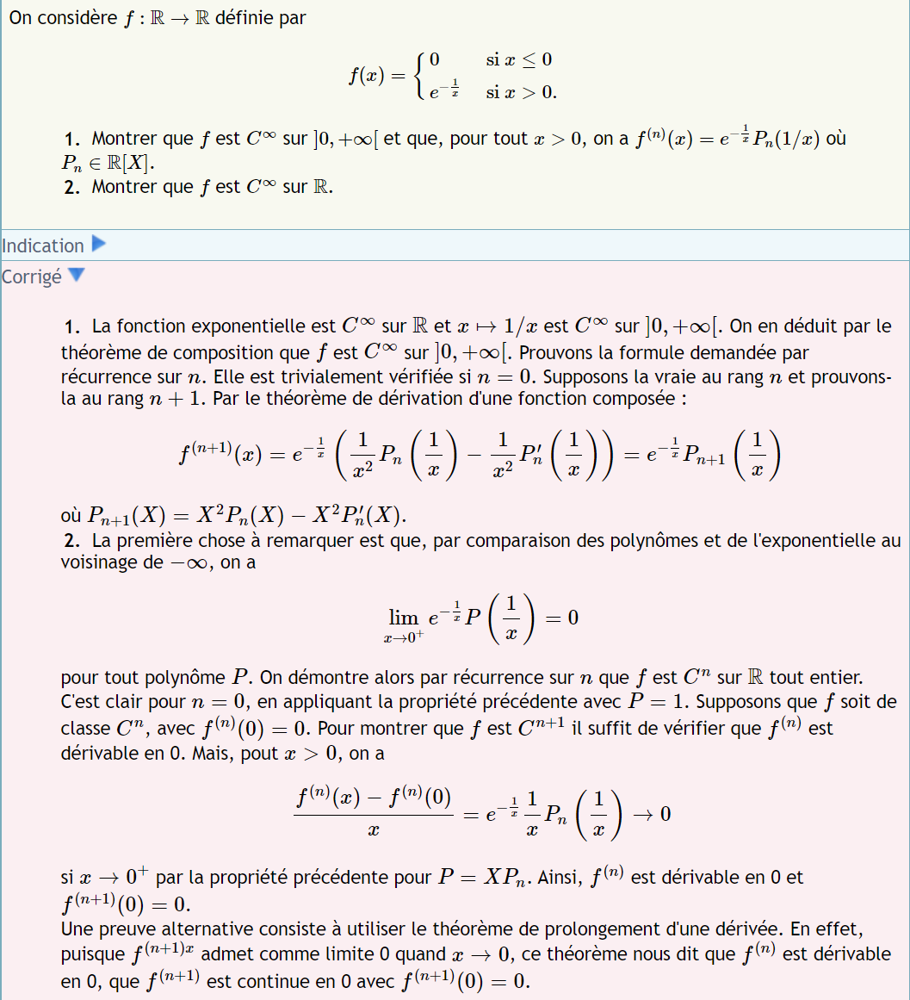 On considère $f : \mathbb{R} \to \mathbb{R}$ définie par
$f(x) = \begin{cases} 0 & \text{si } x \leq 0 \\ e^{-\frac{1}{x}} & \text{si } x > 0. \end{cases}$
1. Montrer que $f$ est $C^\infty$ sur $]0, +\infty[$ et que, pour tout $x > 0$, on a $f^{(n)}(x) = e^{-\frac{1}{x}} P_n(1/x)$ où
$P_n \in \mathbb{R}[X]$.
2. Montrer que $f$ est $C^\infty$ sur $\mathbb{R}$.
Indication
Corrigé
1. La fonction exponentielle est $C^\infty$ sur $\mathbb{R}$ et $x \mapsto 1/x$ est $C^\infty$ sur $]0, +\infty[$. On en déduit par le
théorème de composition que $f$ est $C^\infty$ sur $]0, +\infty[$. Prouvons la formule demandée par
récurrence sur $n$. Elle est trivialement vérifiée si $n = 0$. Supposons la vraie au rang $n$ et prouvons-
la au rang $n + 1$. Par le théorème de dérivation d'une fonction composée :
$f^{(n+1)}(x) = e^{-\frac{1}{x}} \left( \frac{1}{x^2} P_n \left( \frac{1}{x} \right) - \frac{1}{x^2} P_n' \left( \frac{1}{x} \right) \right) = e^{-\frac{1}{x}} P_{n+1} \left( \frac{1}{x} \right)$
où $P_{n+1}(X) = X^2 P_n(X) - X^2 P_n'(X)$.
2. La première chose à remarquer est que, par comparaison des polynômes et de l'exponentielle au
voisinage de $-\infty$, on a
$\lim_{x \to 0^+} e^{-\frac{1}{x}} P \left( \frac{1}{x} \right) = 0$
pour tout polynôme $P$. On démontre alors par récurrence sur $n$ que $f$ est $C^n$ sur $\mathbb{R}$ tout entier.
C'est clair pour $n = 0$, en appliquant la propriété précédente avec $P = 1$. Supposons que $f$ soit de
classe $C^n$, avec $f^{(n)}(0) = 0$. Pour montrer que $f$ est $C^{n+1}$ il suffit de vérifier que $f^{(n)}$ est
dérivable en 0. Mais, pout $x > 0$, on a
$\frac{f^{(n)}(x) - f^{(n)}(0)}{x} = e^{-\frac{1}{x}} \frac{1}{x} P_n \left( \frac{1}{x} \right) \to 0$
si $x \to 0^+$ par la propriété précédente pour $P = XP_n$. Ainsi, $f^{(n)}$ est dérivable en 0 et
$f^{(n+1)}(0) = 0$.
Une preuve alternative consiste à utiliser le théorème de prolongement d'une dérivée. En effet,
puisque $f^{(n+1)x}$ admet comme limite 0 quand $x \to 0$, ce théorème nous dit que $f^{(n)}$ est dérivable
en 0, que $f^{(n+1)}$ est continue en 0 avec $f^{(n+1)}(0) = 0$.